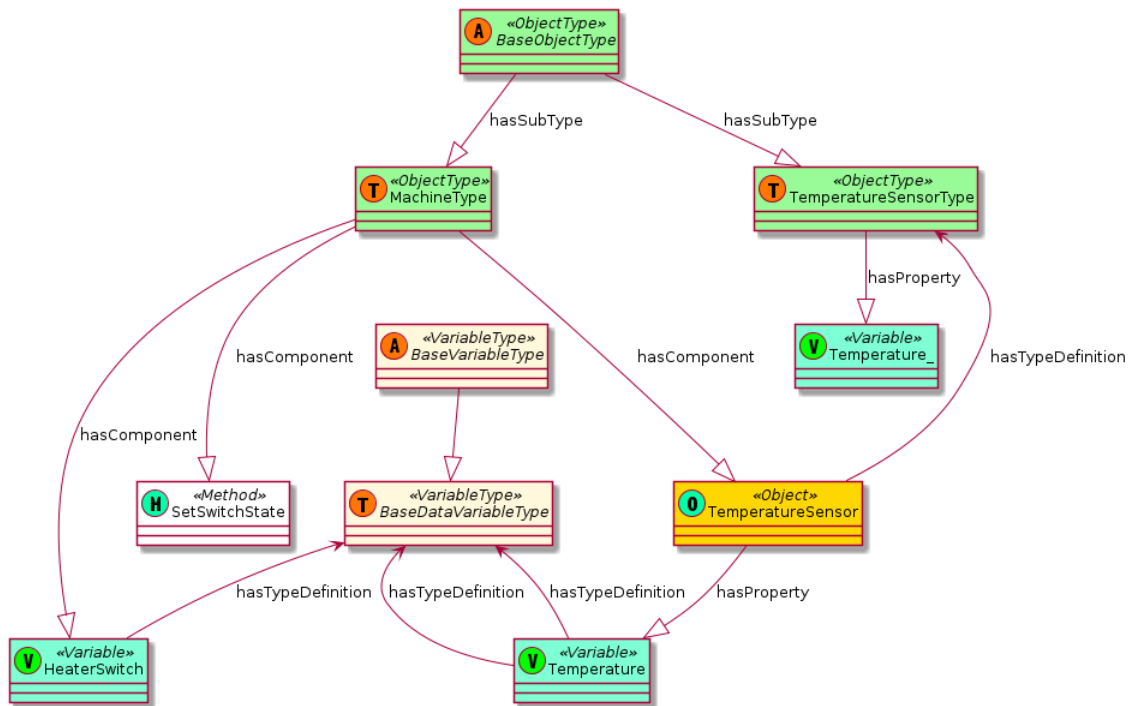 A
«ObjectType»
BaseObjectType
hasSubType
hasSubType
T
«ObjectType»
MachineType
T
«ObjectType»
TemperatureSensorType
hasProperty
A
«VariableType»
BaseVariableType
V
«Variable»
Temperature_
hasComponent
hasComponent
hasTypeDefinition
hasComponent
M
«Method»
SetSwitchState
T
«VariableType»
BaseDataVariableType
O
«Object»
TemperatureSensor
hasTypeDefinition
hasTypeDefinition
hasTypeDefinition
hasProperty
V
«Variable»
HeaterSwitch
V
«Variable»
Temperature